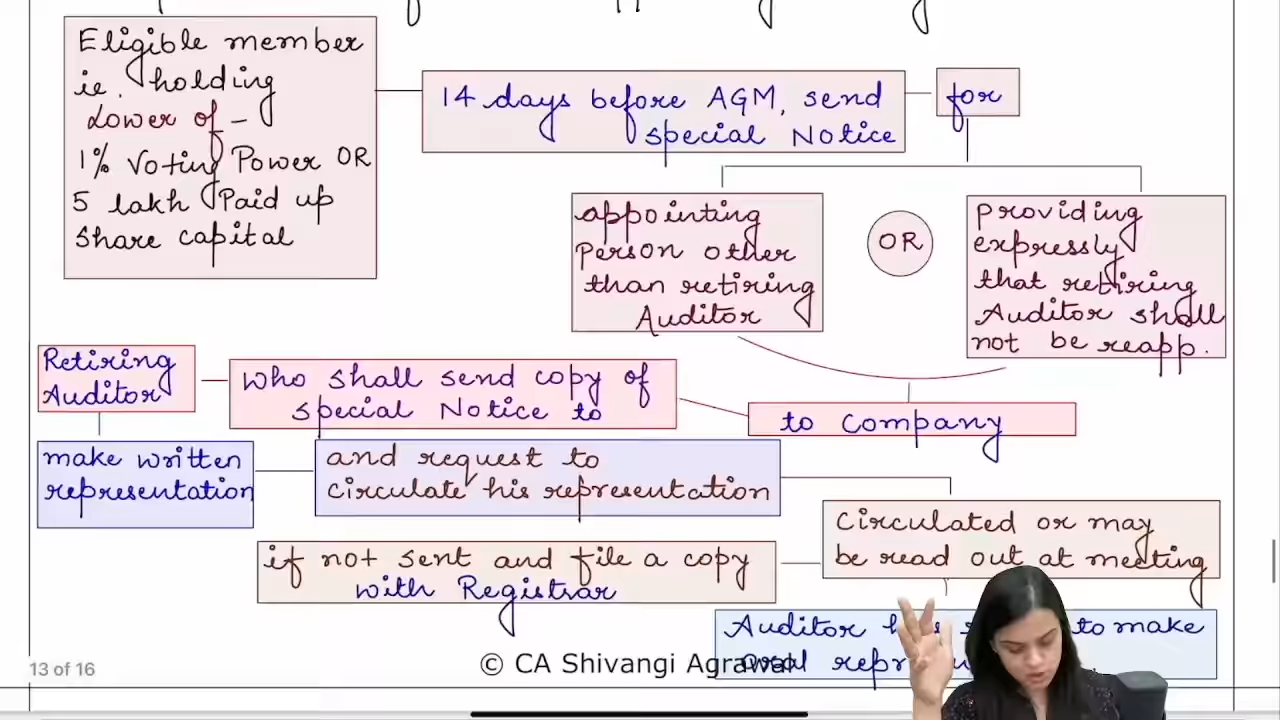 Eligible member
ie. holding
Lower of –
1% Voting Power OR
5 lakh Paid up
Share capital
14 days before AGM, send
special Notice
for
appointing
Person other
than retiring
Auditor
OR
Providing
expressly
that retiring
Auditor shall
not be reapp.
to company
who shall send copy of
special Notice to
Retiring
Auditor
make written
representation
and request to
circulate his representation
Circulated or may
be read out at meeting
if not sent and file a copy
with Registrar
Auditor to make
oral
13 of 16
© CA Shivangi Agrawal